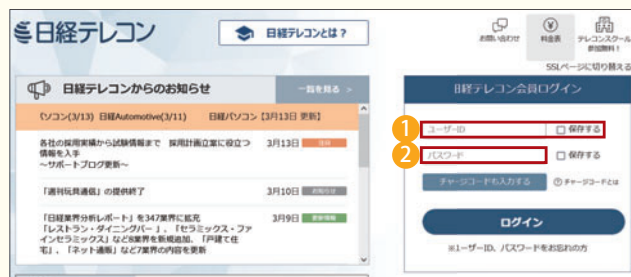 日経テレコン
日経テレコンとは？
お問い合わせ
料金表
テレコンスクール
参加無料！
SSLページに切り替える
日経テレコンからのお知らせ
一覧を見る >
パソコン(3/13) 日経Automotive(3/11) 日経パソコン【3月13日 更新】
各社の採用実績から試験情報まで 採用計画立案に役立つ
情報を入手
～サポートブログ更新～
3月13日
「週刊玩具通信」の提供終了
3月10日 お知らせ
「日経業界分析レポート」を347業界に拡充
「レストラン・ダイニングバー」、「セラミックス・ファ
インセラミックス」など8業界を新規追加、「戸建て住
宅」、「ネット通販」など7業界の内容を更新
3月9日 更新情報
日経テレコン会員ログイン
1 ユーザーID 保存する
2 パスワード 保存する
チャージコードも入力する ?チャージコードとは
ログイン
※ユーザーID、パスワードをお忘れの方